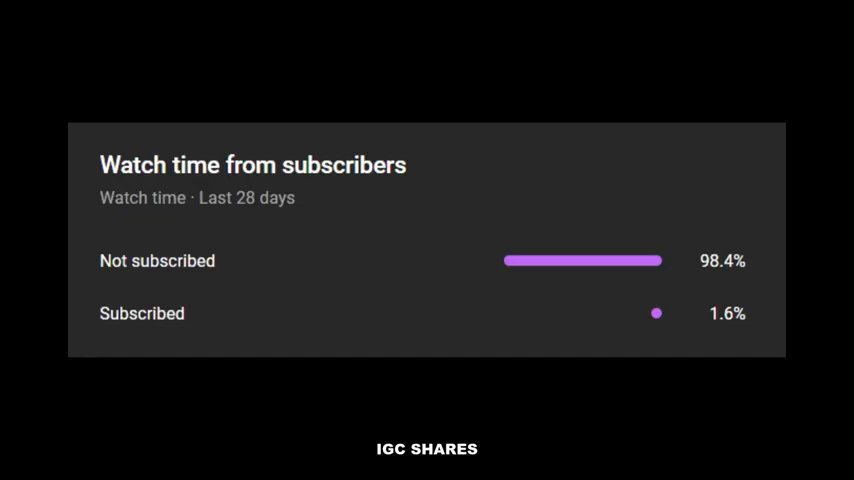 Watch time from subscribers
Watch time · Last 28 days
Not subscribed 98.4%
Subscribed 1.6%
IGC SHARES